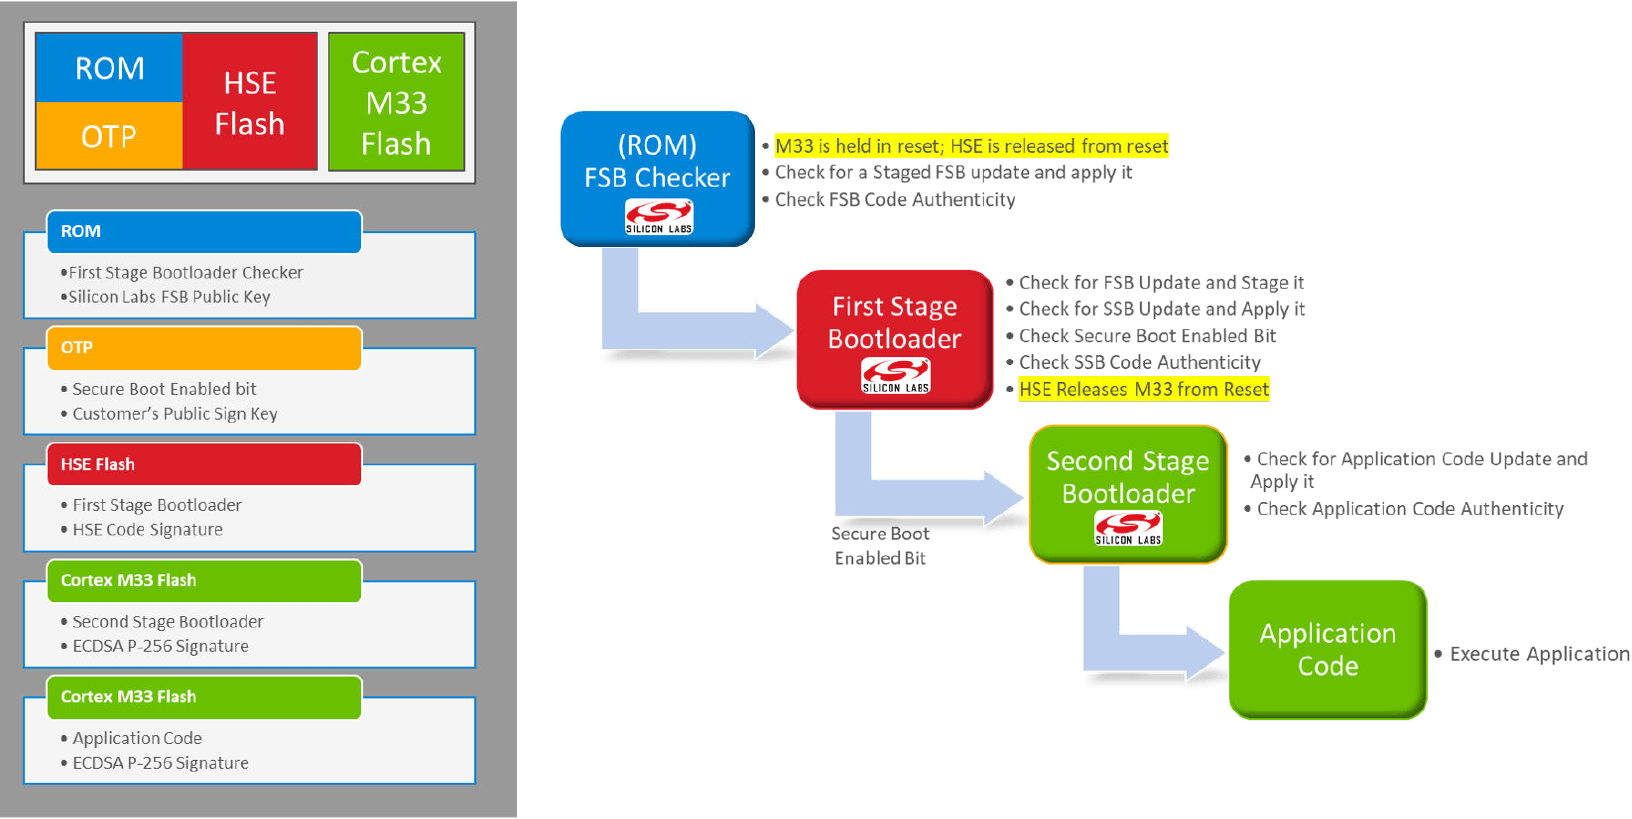 ROM
OTP
HSE
Flash
Cortex
M33
Flash
ROM
•First Stage Bootloader Checker
•Silicon Labs FSB Public Key
OTP
• Secure Boot Enabled bit
• Customer’s Public Sign Key
HSE Flash
• First Stage Bootloader
• HSE Code Signature
Cortex M33 Flash
• Second Stage Bootloader
• ECDSA P-256 Signature
Cortex M33 Flash
• Application Code
• ECDSA P-256 Signature
(ROM)
FSB Checker
SILICON LABS
• M33 is held in reset; HSE is released from reset
• Check for a Staged FSB update and apply it
• Check FSB Code Authenticity
First Stage
Bootloader
SILICON LABS
• Check for FSB Update and Stage it
• Check for SSB Update and Apply it
• Check Secure Boot Enabled Bit
• Check SSB Code Authenticity
• HSE Releases M33 from Reset
Secure Boot
Enabled Bit
Second Stage
Bootloader
SILICON LABS
• Check for Application Code Update and
Apply it
• Check Application Code Authenticity
Application
Code
• Execute Application